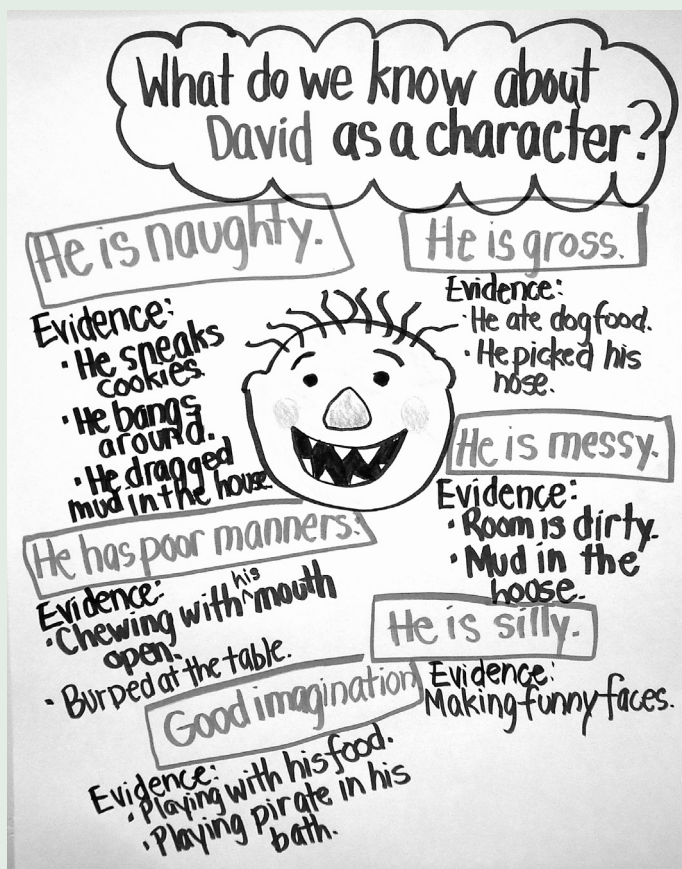 What do we know about
David as a character?
He is naughty.
Evidence:
· He sneaks
cookies.
· He bangs
around.
· He dragged
mud in the house.
He is gross.
Evidence:
· He ate dog food.
· He picked his
nose.
He is messy.
Evidence:
· Room is dirty.
· Mud in the
hoose.
He has poor manners.
Evidence:
· Chewing with ^his mouth
open.
· Burped at the table.
He is silly.
Evidence:
Making funny faces.
Good imagination
Evidence:
· Playing with his food.
· Playing pirate in his
bath.